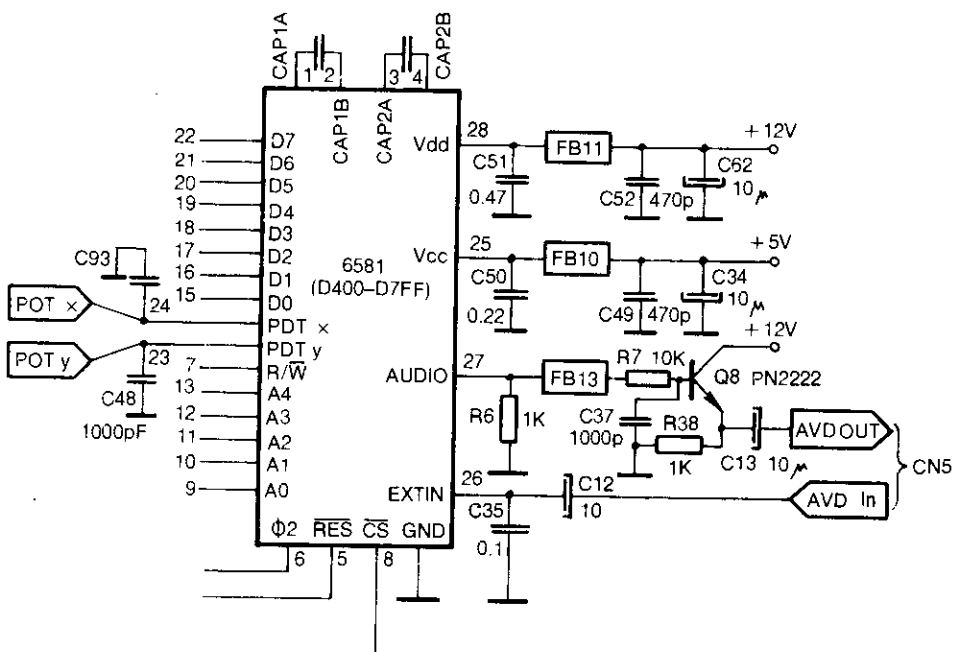 CAP1A
1 2
3 4
CAP2B
CAP1B
CAP2A
22 D7
21 D6
20 D5
19 D4
18 D3
17 D2
16 D1
15 D0
24 PDT x
23 PDT y
7 R/W
13 A4
12 A3
11 A2
10 A1
9 A0
C93
POT x
POT y
C48
1000pF
6581
(D400–D7FF)
Vdd 28
C51
0.47
FB11
C52 470p
C62
10 μ
+12V
Vcc 25
C50
0.22
FB10
C49 470p
C34
10 μ
+5V
AUDIO 27
R6 1K
FB13
R7 10K
C37
1000p
R38
1K
Q8 PN2222
+12V
C13 10 μ
AVD OUT
CN5
EXTIN 26
C35
0.1
C12
10
AVD In
Φ2 RES CS GND
6 5 8